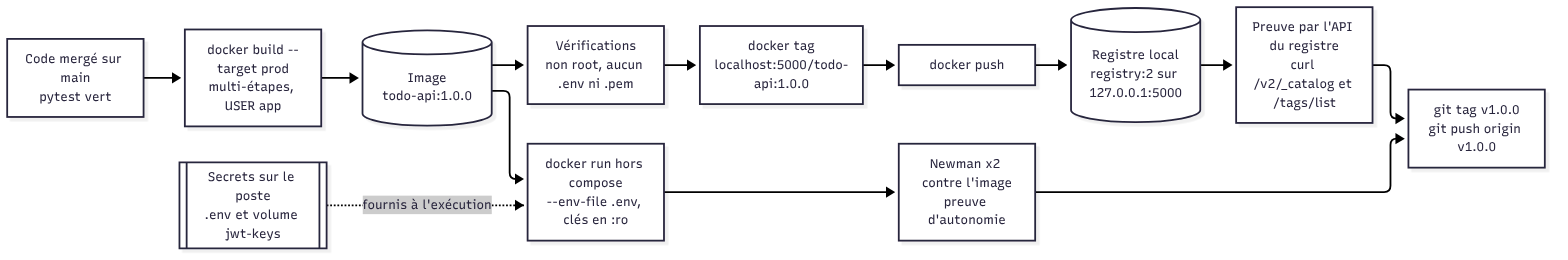 Code mergé sur
main
pytest vert
docker build --
target prod
multi-étapes,
USER app
Image
todo-api:1.0.0
Vérifications
non root, aucun
.env ni .pem
docker tag
localhost:5000/todo-
api:1.0.0
docker push
Registre local
registry:2 sur
127.0.0.1:5000
Preuve par l'API
du registre
curl
/v2/_catalog et
/tags/list
git tag v1.0.0
git push origin
v1.0.0
Secrets sur le
poste
.env et volume
jwt-keys
fournis à l'exécution
docker run hors
compose
--env-file .env,
clés en :ro
Newman x2
contre l'image
preuve
d'autonomie